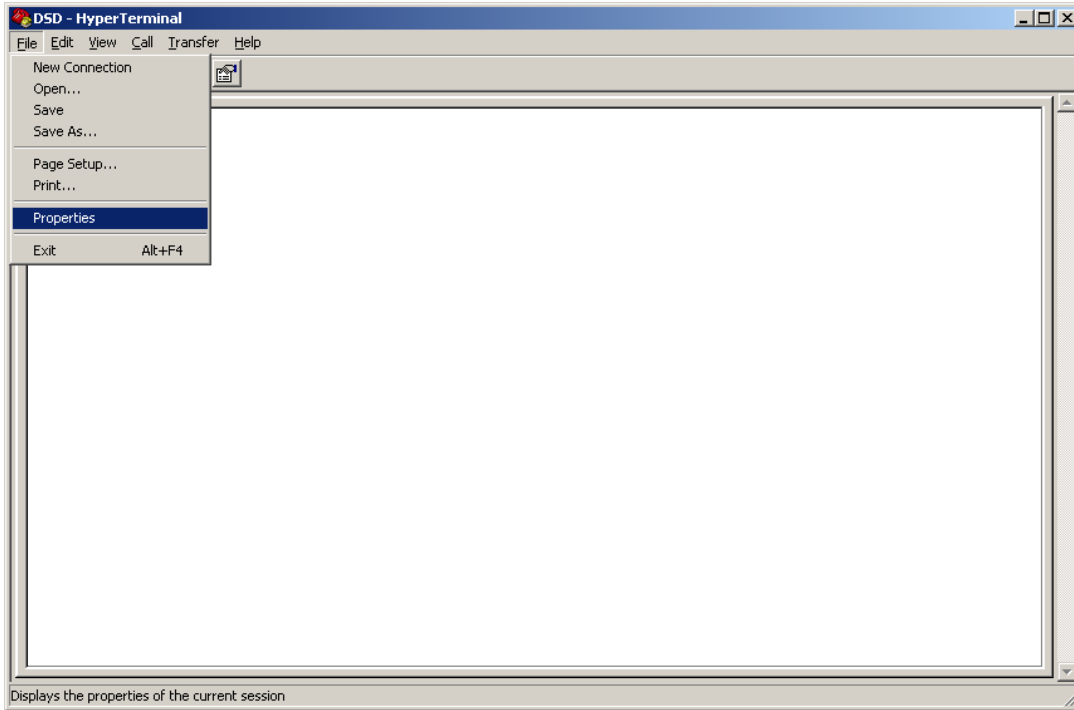 DSD - HyperTerminal
File Edit View Call Transfer Help
New Connection
Open...
Save
Save As...
Page Setup...
Print...
Properties
Exit Alt+F4
Displays the properties of the current session